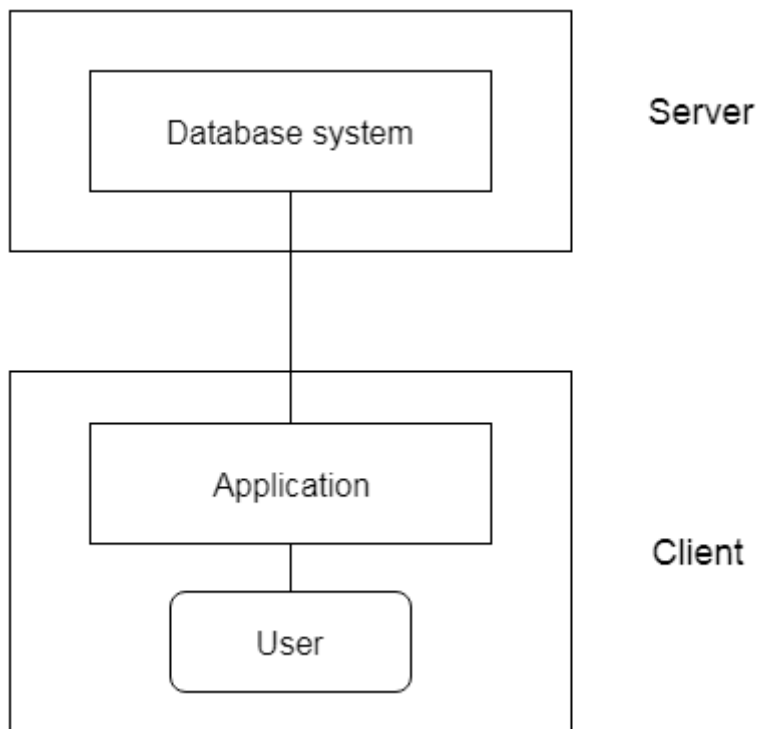 Database system
Server
Application
Client
User